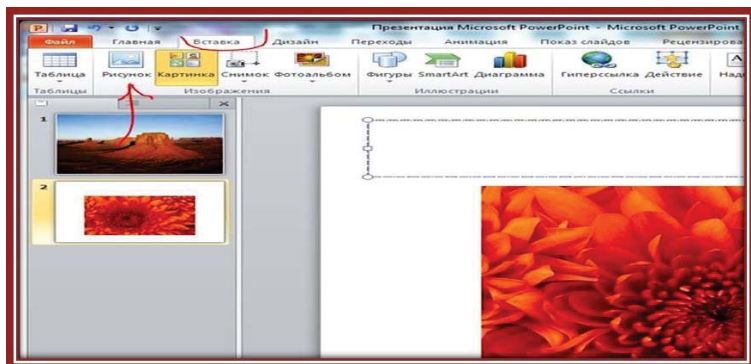 Презентация Microsoft PowerPoint - Microsoft PowerPoint
Файл Главная Вставка Дизайн Переходы Анимация Показ слайдов Рецензирова
Таблица Рисунок Картинка Снимок Фотоальбом Фигуры SmartArt Диаграмма Гиперссылка Действие Над
Таблицы Изображения Иллюстрации Ссылки
1
2